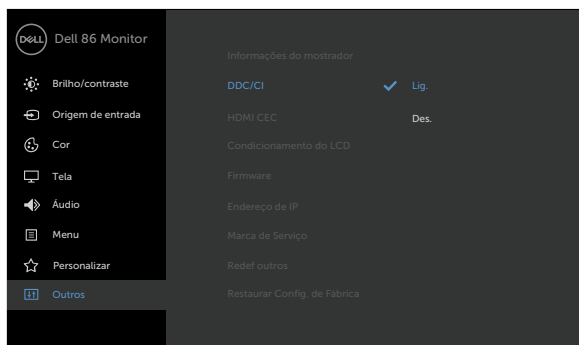 DELL Dell 86 Monitor
Informações do mostrador
Brilho/contraste
DDC/CI Lig.
Origem de entrada
HDMI CEC Des.
Cor
Condicionamento do LCD
Tela
Firmware
Áudio
Endereço de IP
Menu
Marca de Serviço
Personalizar
Redef outros
Outros
Restaurar Config. de Fábrica